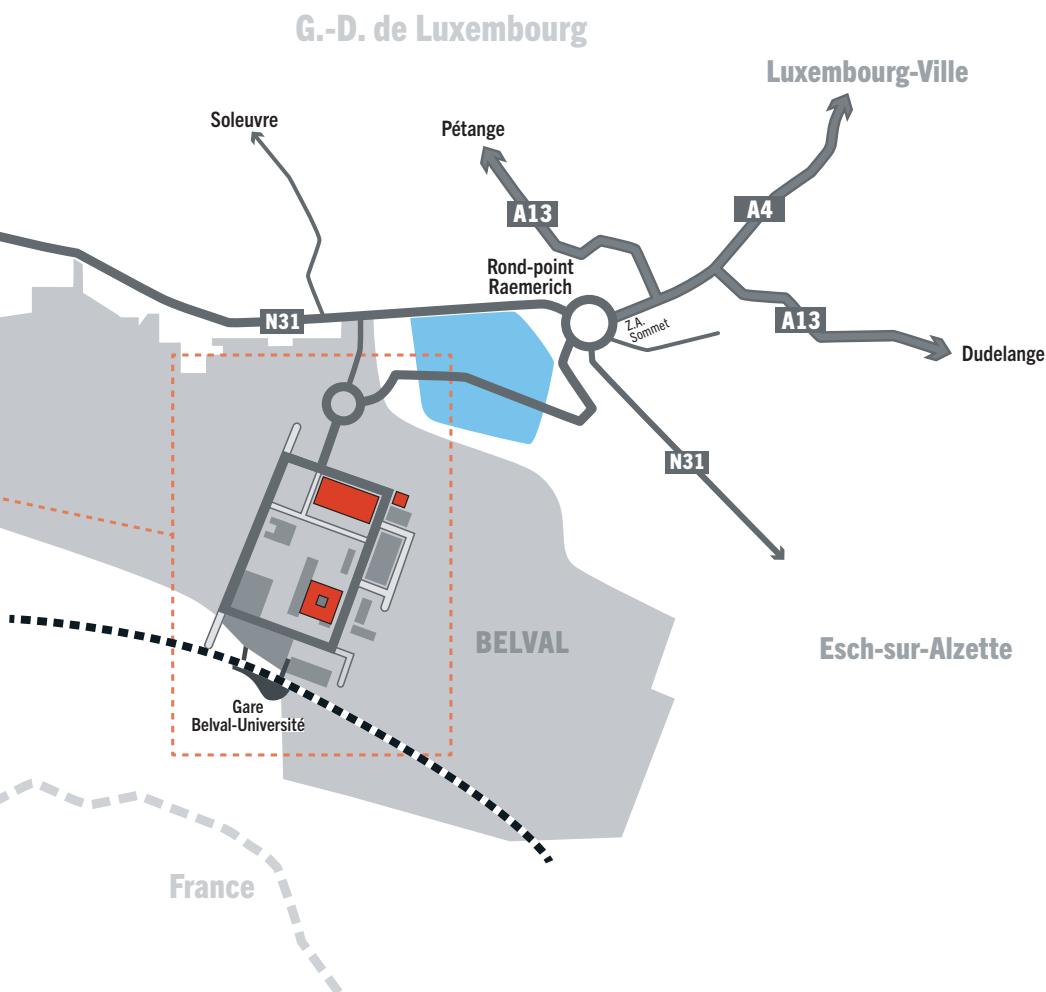 G.-D. de Luxembourg
Luxembourg-Ville
Soleuvre
Pétange
A13
A4
Rond-point
Raemerich
N31
Z.A.
Sommet
A13
Dudelange
N31
BELVAL
Esch-sur-Alzette
Gare
Belval-Université
France